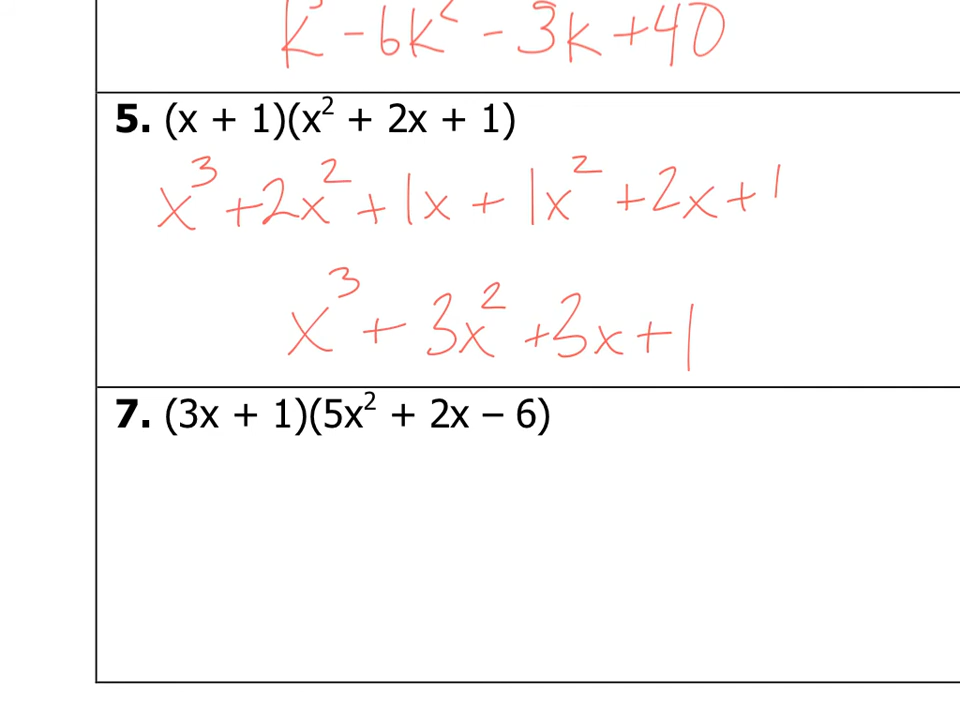 k³ - 6k² - 3k + 40
5. (x + 1)(x² + 2x + 1)
x³ + 2x² + 1x + 1x² + 2x + 1
x³ + 3x² + 3x + 1
7. (3x + 1)(5x² + 2x – 6)